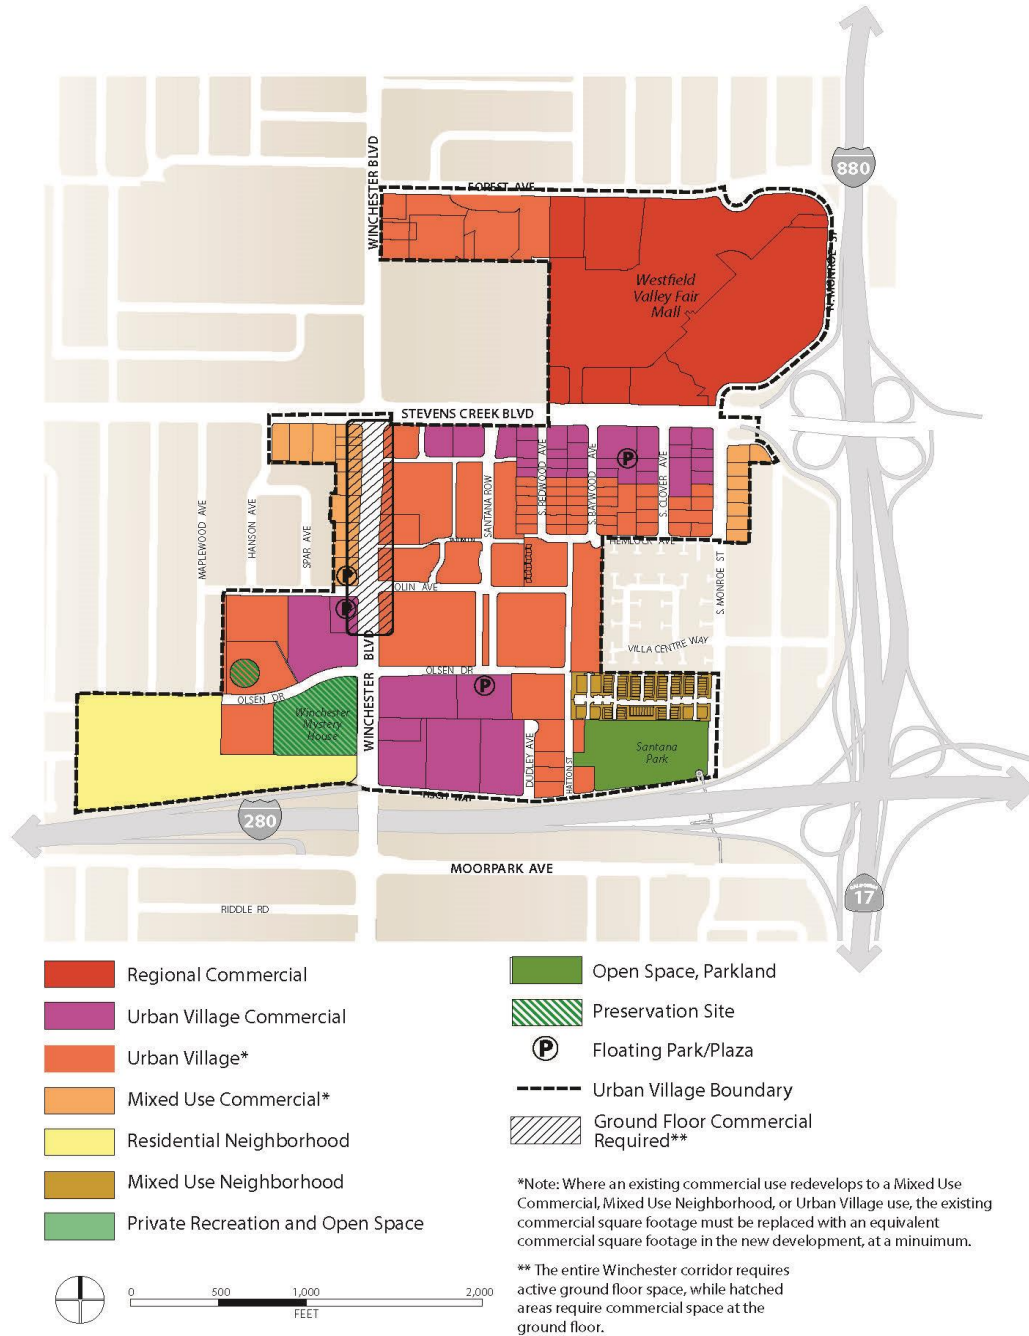 880
WINCHESTER BLVD
FOREST AVE
N. MONROE ST
Westfield
Valley Fair
Mall
STEVENS CREEK BLVD
MAPLEWOOD AVE
HANSON AVE
SPAR AVE
SANTANA ROW
S. REDWOOD AVE
S. BAYWOOD AVE
S. CLOVER AVE
P
HEMLOCK AVE
S. MONROE ST
P
OLIN AVE
P
VILLA CENTRE WAY
WINCHESTER BLVD
OLSEN DR
OLSEN DR
P
Winchester
Mystery
House
DUDLEY AVE
HATTON ST
Santana
Park
TISCH WAY
280
MOORPARK AVE
CALIFORNIA
17
RIDDLE RD
Regional Commercial
Urban Village Commercial
Urban Village*
Mixed Use Commercial*
Residential Neighborhood
Mixed Use Neighborhood
Private Recreation and Open Space
0 500 1,000 2,000
FEET
Open Space, Parkland
Preservation Site
P Floating Park/Plaza
Urban Village Boundary
Ground Floor Commercial
Required**
*Note: Where an existing commercial use redevelops to a Mixed Use
Commercial, Mixed Use Neighborhood, or Urban Village use, the existing
commercial square footage must be replaced with an equivalent
commercial square footage in the new development, at a minuimum.
** The entire Winchester corridor requires
active ground floor space, while hatched
areas require commercial space at the
ground floor.